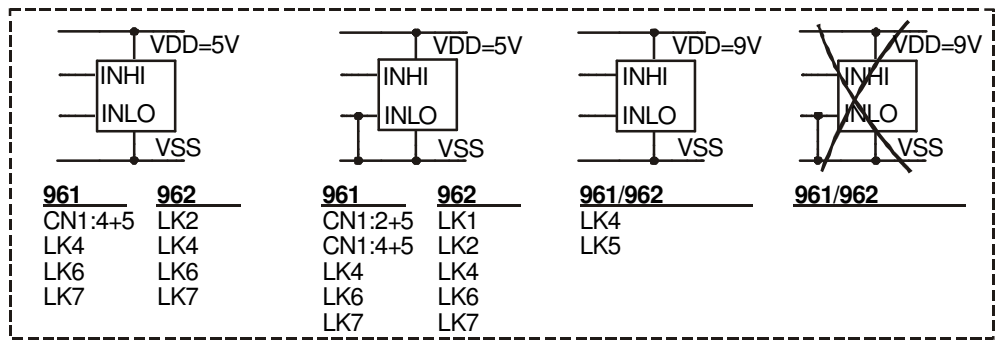 VDD=5V VDD=5V VDD=9V VDD=9V
INHI INHI INHI INHI
INLO INLO INLO INLO
VSS VSS VSS VSS
961 962 961 962 961/962 961/962
CN1:4+5 LK2 CN1:2+5 LK1 LK4
LK4 LK4 CN1:4+5 LK2 LK5
LK6 LK6 LK4 LK4
LK7 LK7 LK6 LK6
LK7 LK7